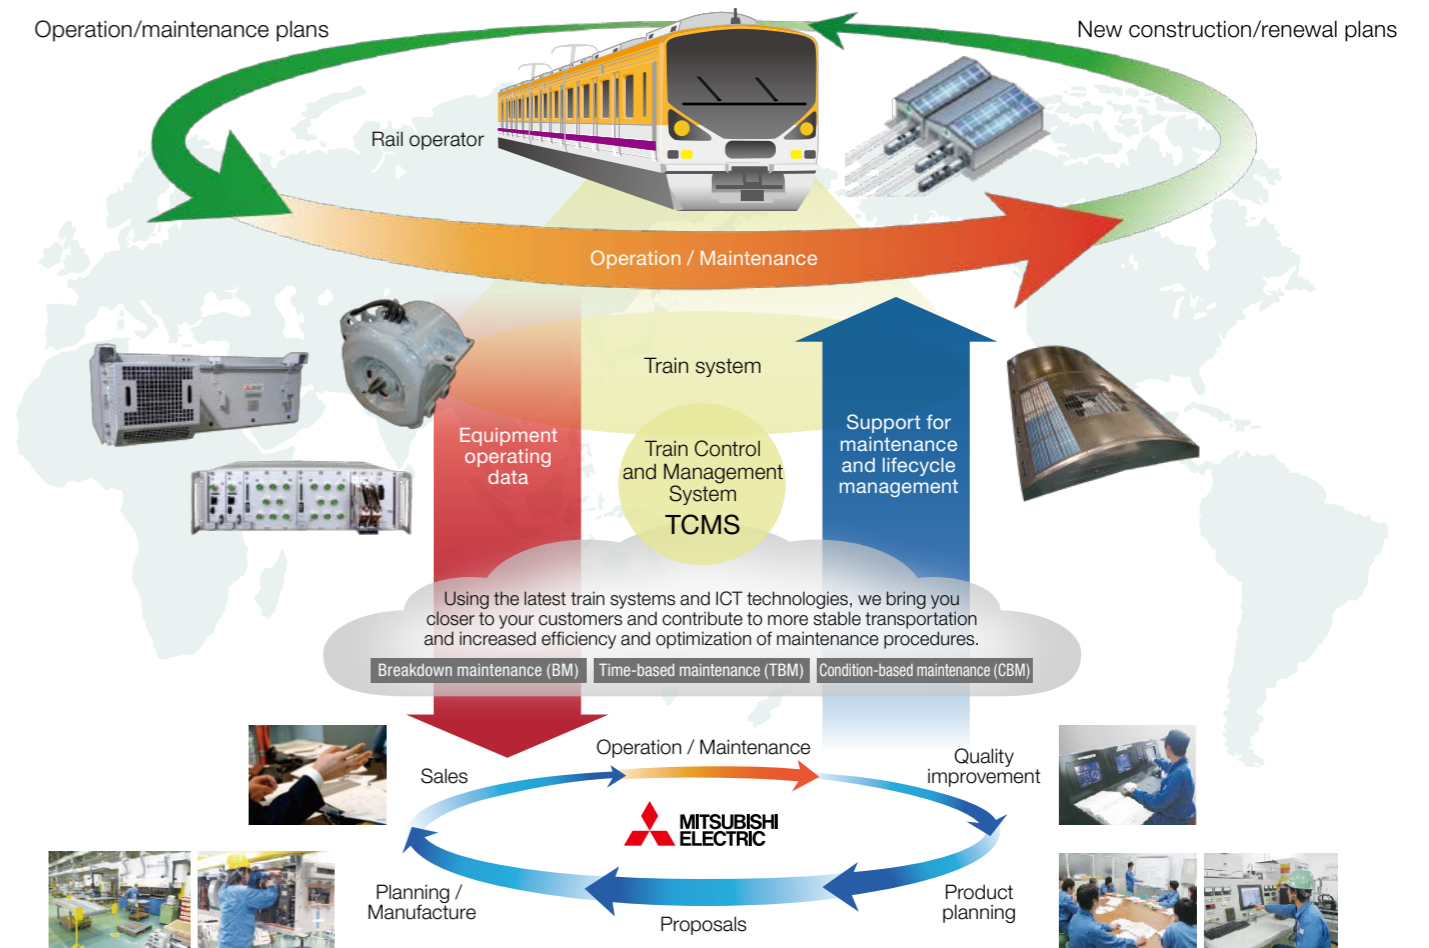 Operation/maintenance plans
New construction/renewal plans
Rail operator
Operation / Maintenance
Train system
Equipment
operating
data
Train Control
and Management
System
TCMS
Support for
maintenance
and lifecycle
management
Using the latest train systems and ICT technologies, we bring you
closer to your customers and contribute to more stable transportation
and increased efficiency and optimization of maintenance procedures.
Breakdown maintenance (BM)
Time-based maintenance (TBM)
Condition-based maintenance (CBM)
Operation / Maintenance
Sales
Quality
improvement
MITSUBISHI
ELECTRIC
Planning /
Manufacture
Proposals
Product
planning